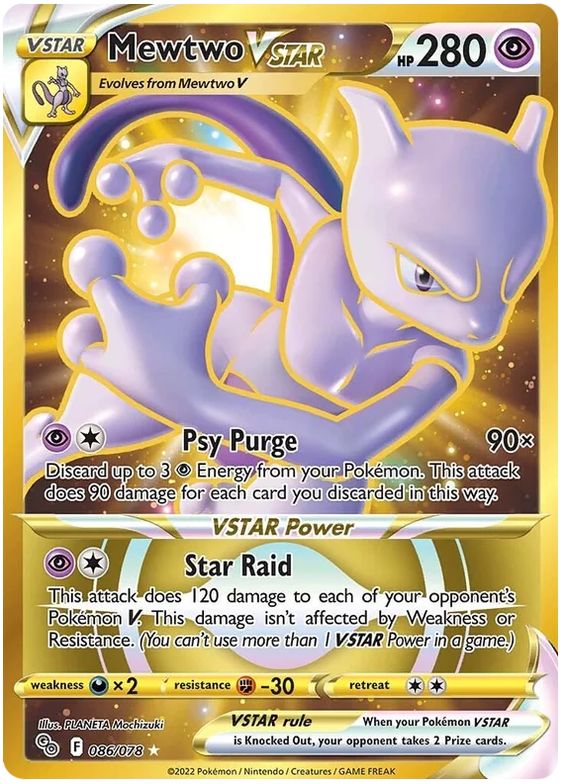 VSTAR Mewtwo VSTAR HP 280
Evolves from Mewtwo V
Psy Purge 90×
Discard up to 3 Energy from your Pokémon. This attack
does 90 damage for each card you discarded in this way.
VSTAR Power
Star Raid
This attack does 120 damage to each of your opponent's
Pokémon V. This damage isn't affected by Weakness or
Resistance. (You can't use more than 1 VSTAR Power in a game.)
weakness ×2 resistance -30 retreat
Illus. PLANETA Mochizuki
GO F 086/078
VSTAR rule When your Pokémon VSTAR
is Knocked Out, your opponent takes 2 Prize cards.
©2022 Pokémon / Nintendo / Creatures / GAME FREAK